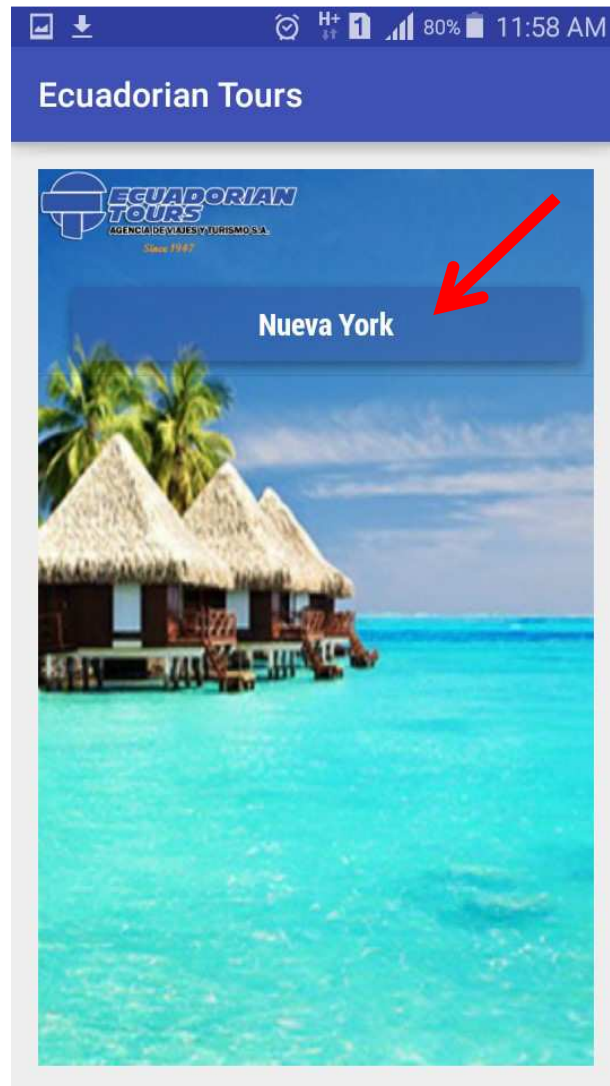 H+ 1 80% 11:58 AM
Ecuadorian Tours
ECUADORIAN
TOURS
AGENCIA DE VIAJES Y TURISMO S.A.
Since 1947
Nueva York